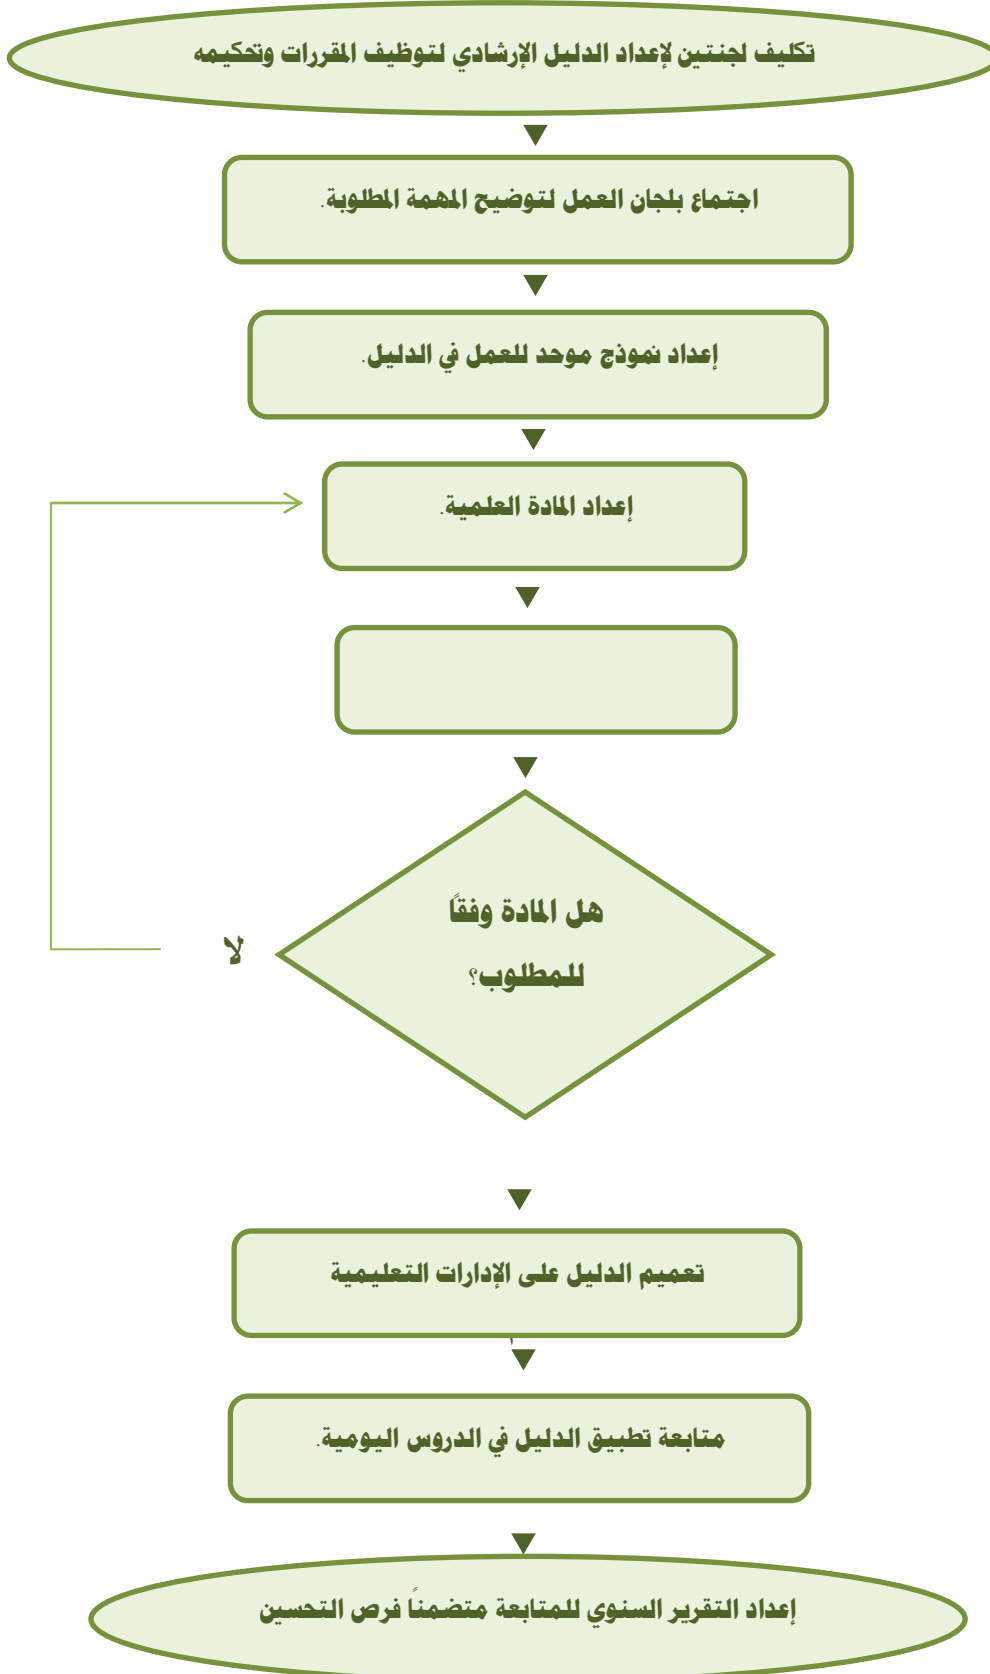 تكليف لجنتين لإعداد الدليل الإرشادي لتوظيف المقررات وتحكيمه
اجتماع بلجان العمل لتوضيح المهمة المطلوبة.
إعداد نموذج موحد للعمل في الدليل.
إعداد المادة العلمية.
هل المادة وفقًا
للمطلوب؟
لا
تعميم الدليل على الإدارات التعليمية
متابعة تطبيق الدليل في الدروس اليومية.
إعداد التقرير السنوي للمتابعة متضمنًا فرص التحسين